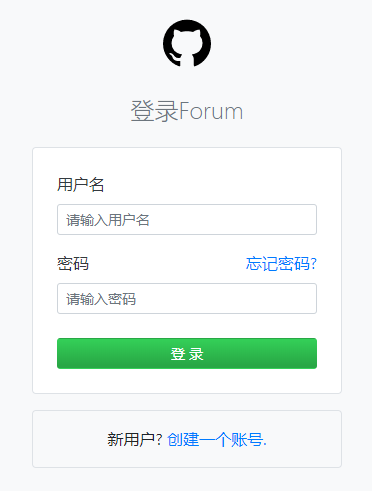 登录Forum
用户名
请输入用户名
密码 忘记密码?
请输入密码
登 录
新用户? 创建一个账号.